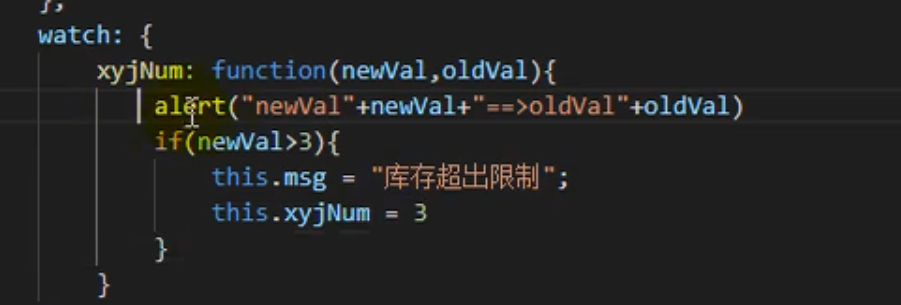 },
watch: {
xyjNum: function(newVal,oldVal){
alert("newVal"+newVal+"==>oldVal"+oldVal)
if(newVal>3){
this.msg = "库存超出限制";
this.xyjNum = 3
}
}